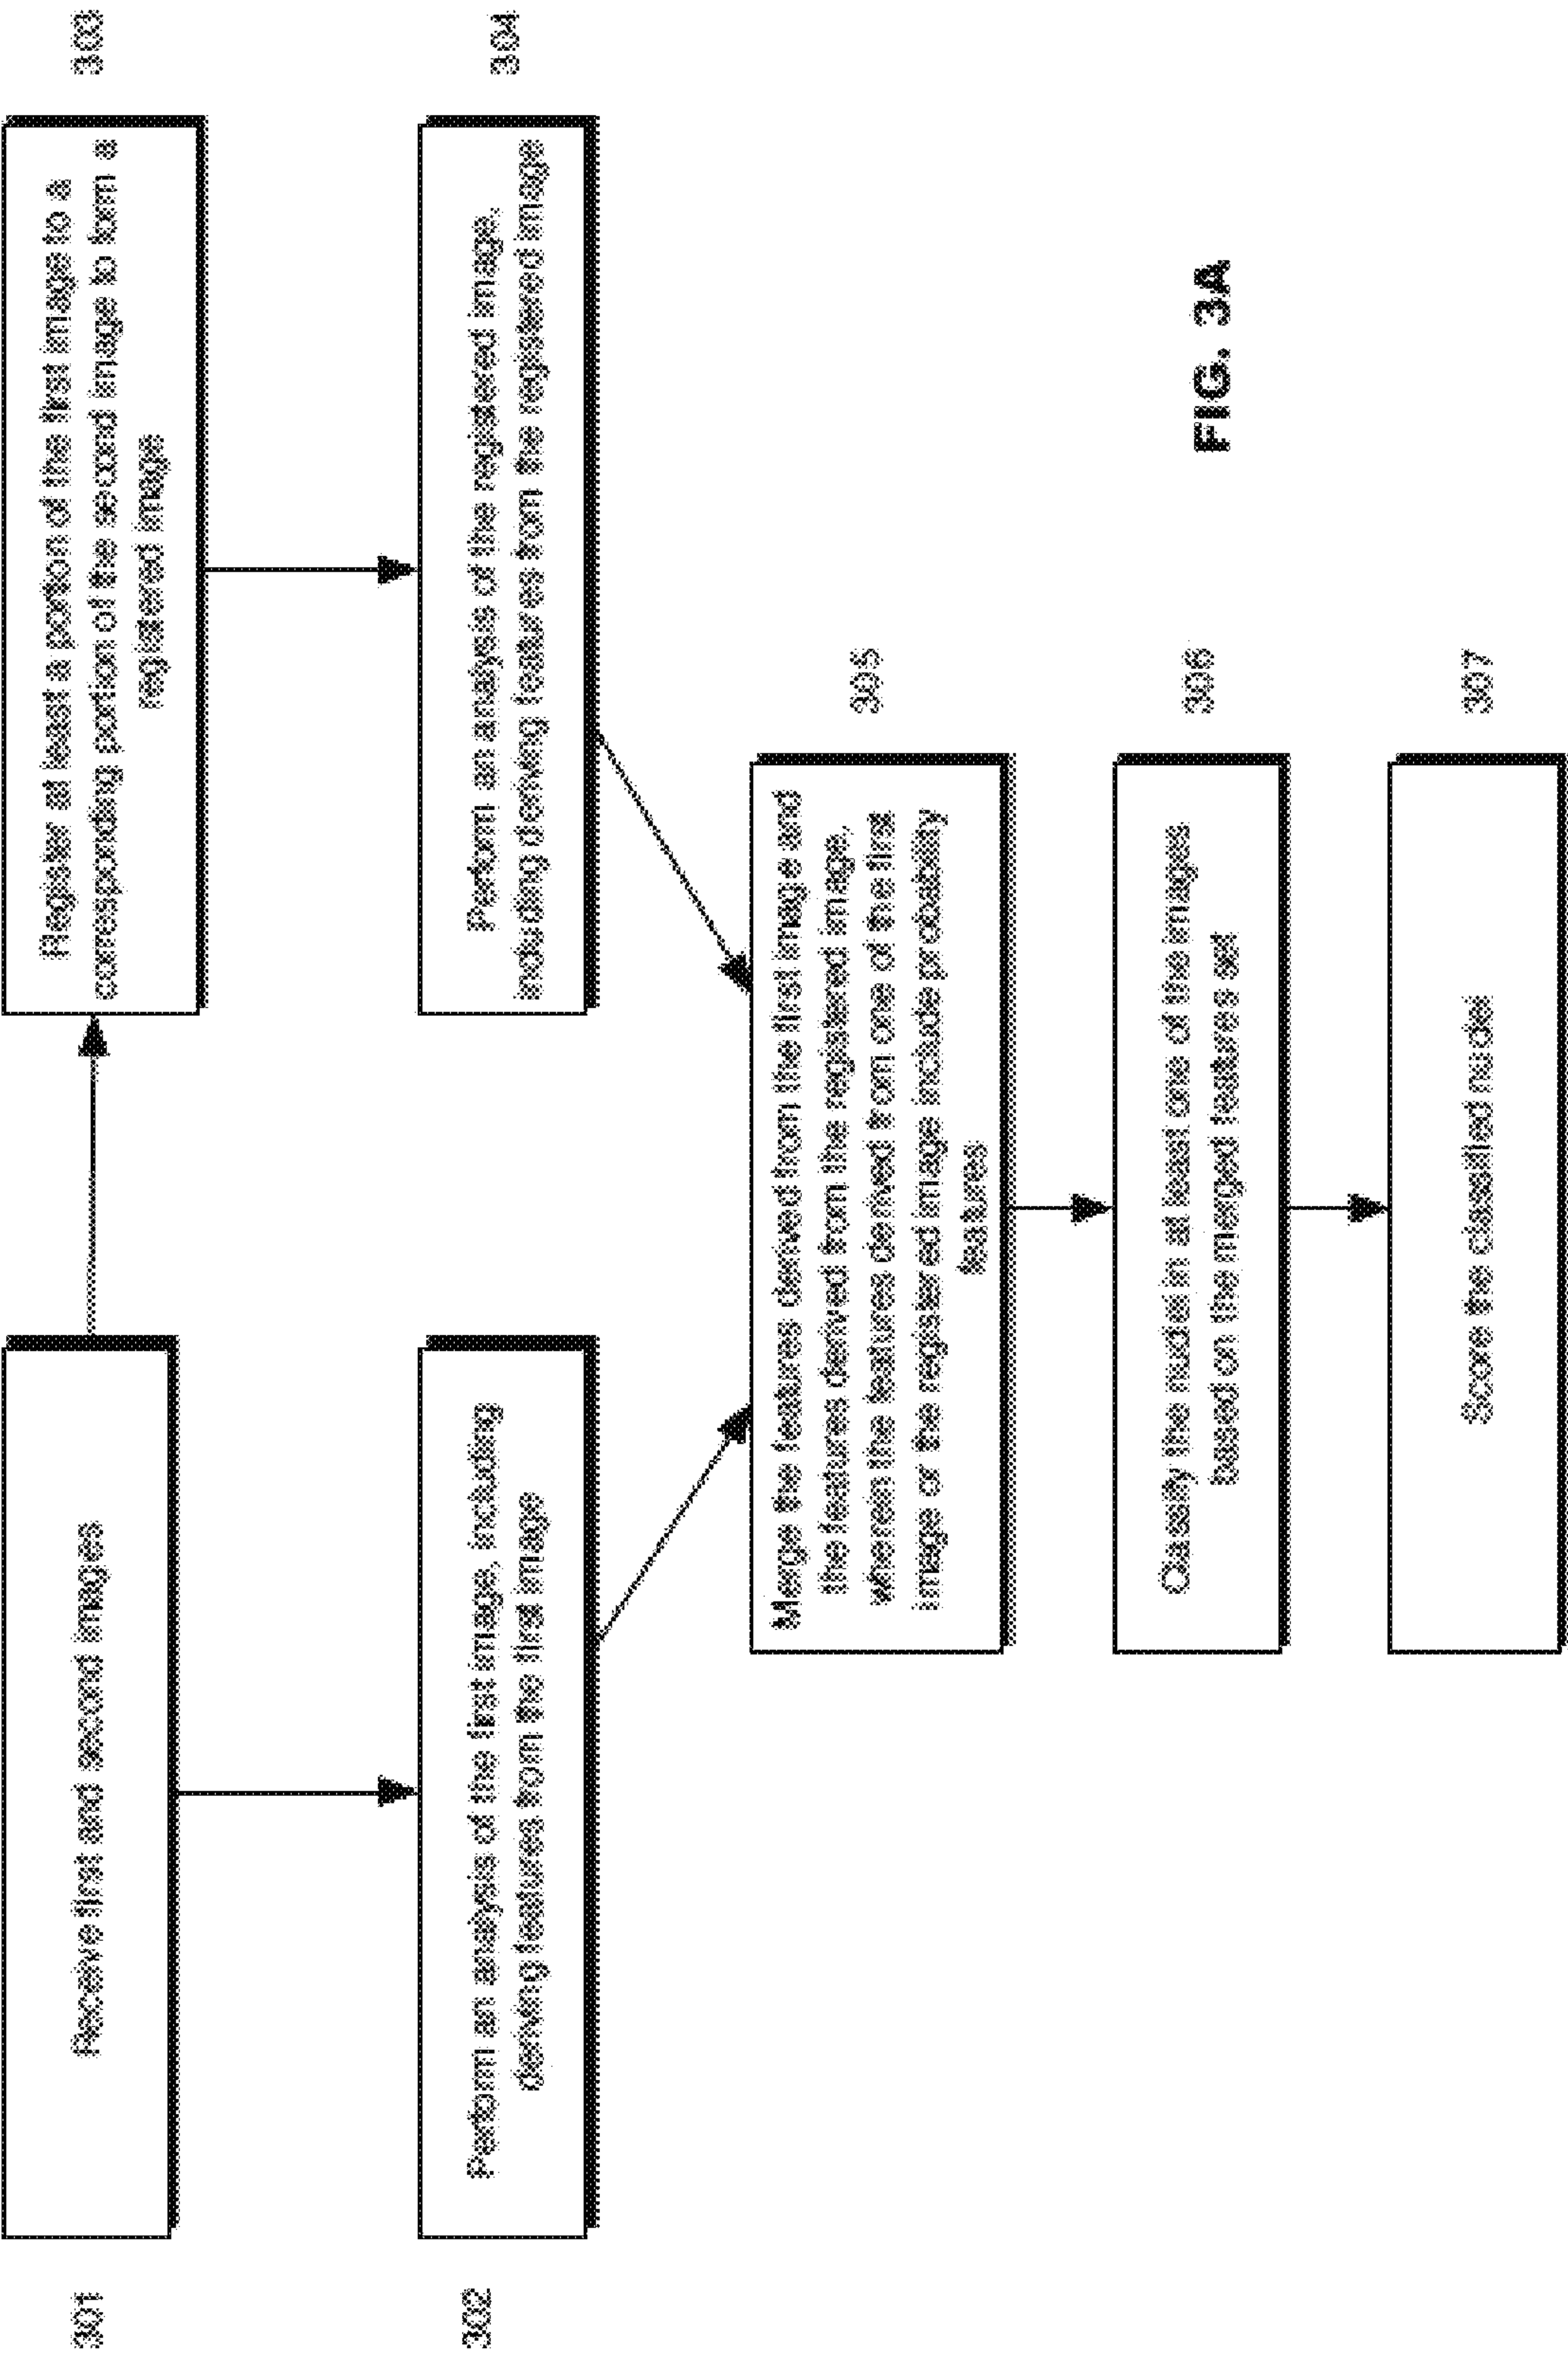 301
Receive first and second images
Register at least a portion of the first image to a
corresponding portion of the second image to form a
registered image
303
302
Perform an analysis of the first image, including
deriving features from the first image
Perform an analysis of the registered image,
including deriving features from the registered image
304
Merge the features derived from the first image and
the features derived from the registered image,
wherein the features derived from one of the first
image or the registered image include probability
features
305
Classify the nuclei in at least one of the images
based on the merged features set
306
Score the classified nuclei
307
FIG. 3A